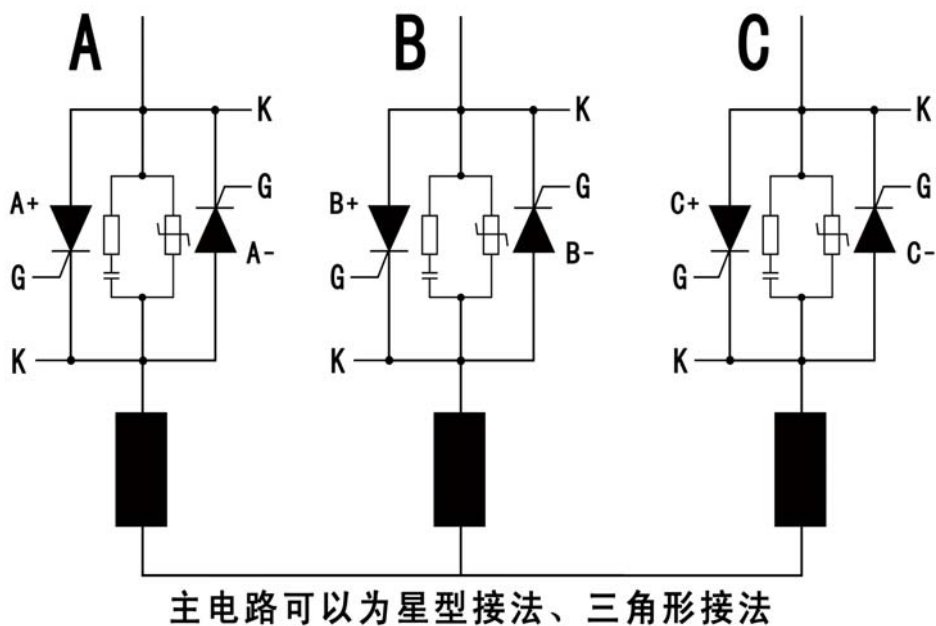 A B C
K K K
G G G
A+ B+ C+
A- B- C-
G G G
K K K
主电路可以为星型接法、三角形接法